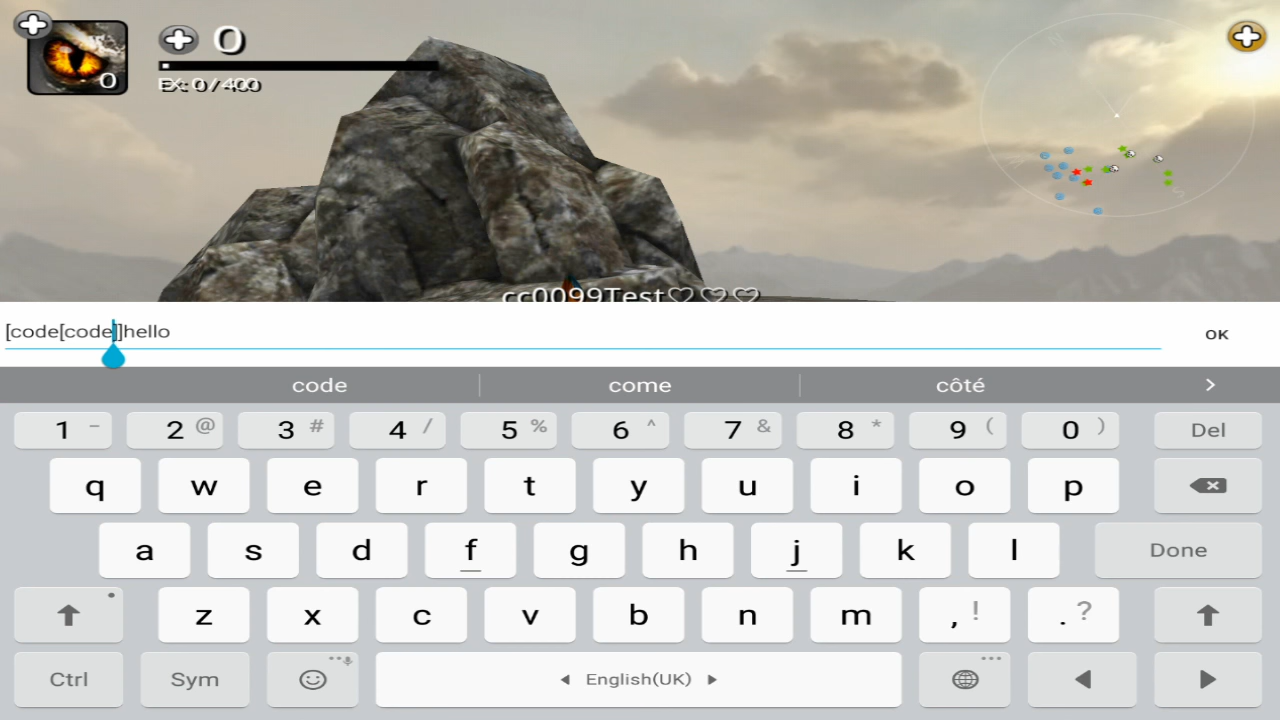 0
0
EX: 0/400
cc0099Test♡♡♡
[code[code]]hello
OK
code come côté >
1 – 2 @ 3 # 4 / 5 % 6 ^ 7 & 8 * 9 ( 0 ) Del
q w e r t y u i o p
a s d f g h j k l Done
z x c v b n m , ! . ?
Ctrl Sym English(UK)